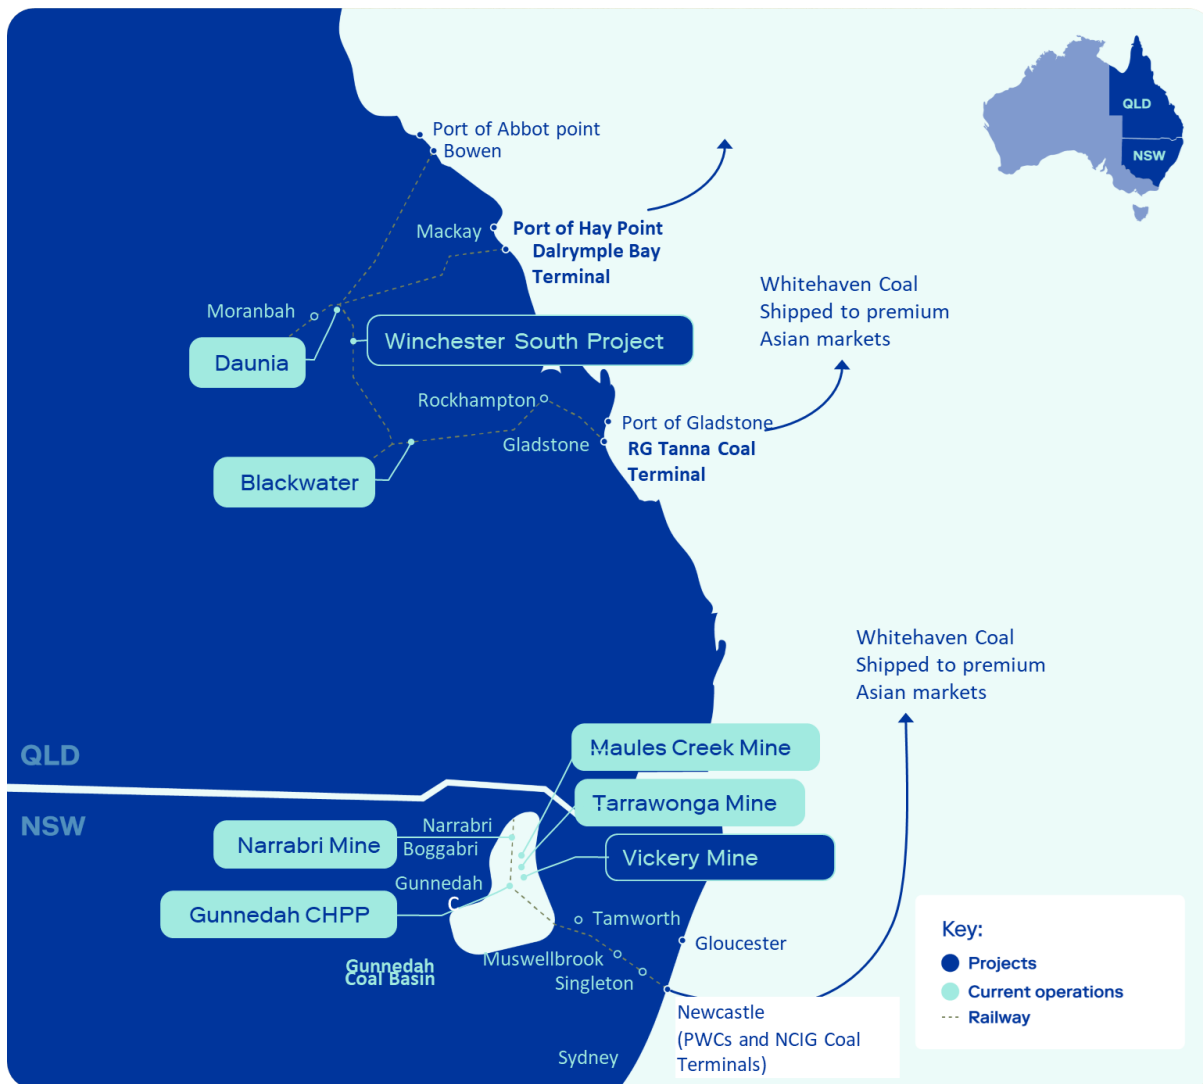 Port of Abbot point
Bowen
QLD
NSW
Mackay
Port of Hay Point
Dalrymple Bay
Terminal
Whitehaven Coal
Shipped to premium
Asian markets
Moranbah
Winchester South Project
Daunia
Rockhampton
Port of Gladstone
Gladstone
RG Tanna Coal
Terminal
Blackwater
Whitehaven Coal
Shipped to premium
Asian markets
Maules Creek Mine
QLD
Tarrawonga Mine
NSW
Narrabri
Narrabri Mine
Boggabri
Vickery Mine
Gunnedah
C
Gunnedah CHPP
Tamworth
Gloucester
Muswellbrook
Gunnedah
Coal Basin
Singleton
Newcastle
(PWCs and NCIG Coal
Terminals)
Sydney
Key:
Projects
Current operations
Railway